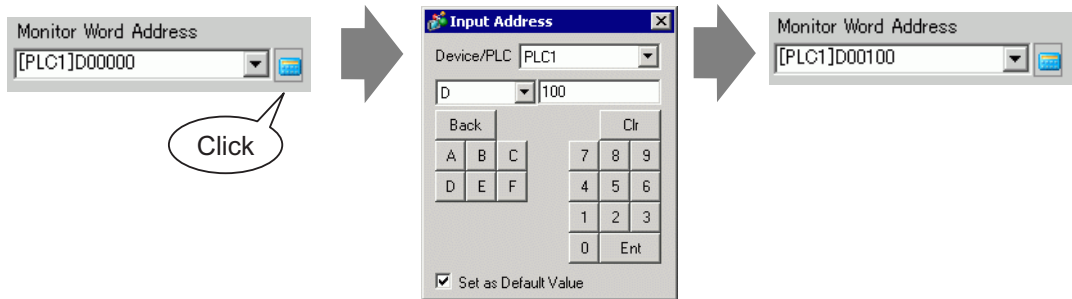 Monitor Word Address
[PLC1]D00000
Click
Input Address
Device/PLC PLC1
D 100
Back Clr
A B C 7 8 9
D E F 4 5 6
1 2 3
0 Ent
Set as Default Value
Monitor Word Address
[PLC1]D00100